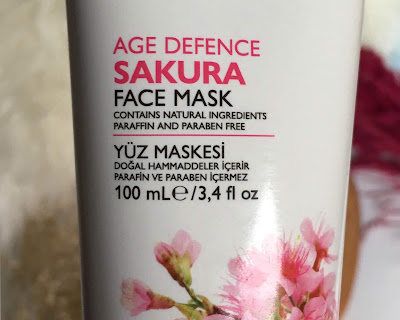 AGE DEFENCE
SAKURA
FACE MASK
CONTAINS NATURAL INGREDIENTS
PARAFFIN AND PARABEN FREE
YÜZ MASKESİ
DOĞAL HAMMADDELER İÇERİR
PARAFİN VE PARABEN İÇERMEZ
100 mL℮/3,4 fl oz